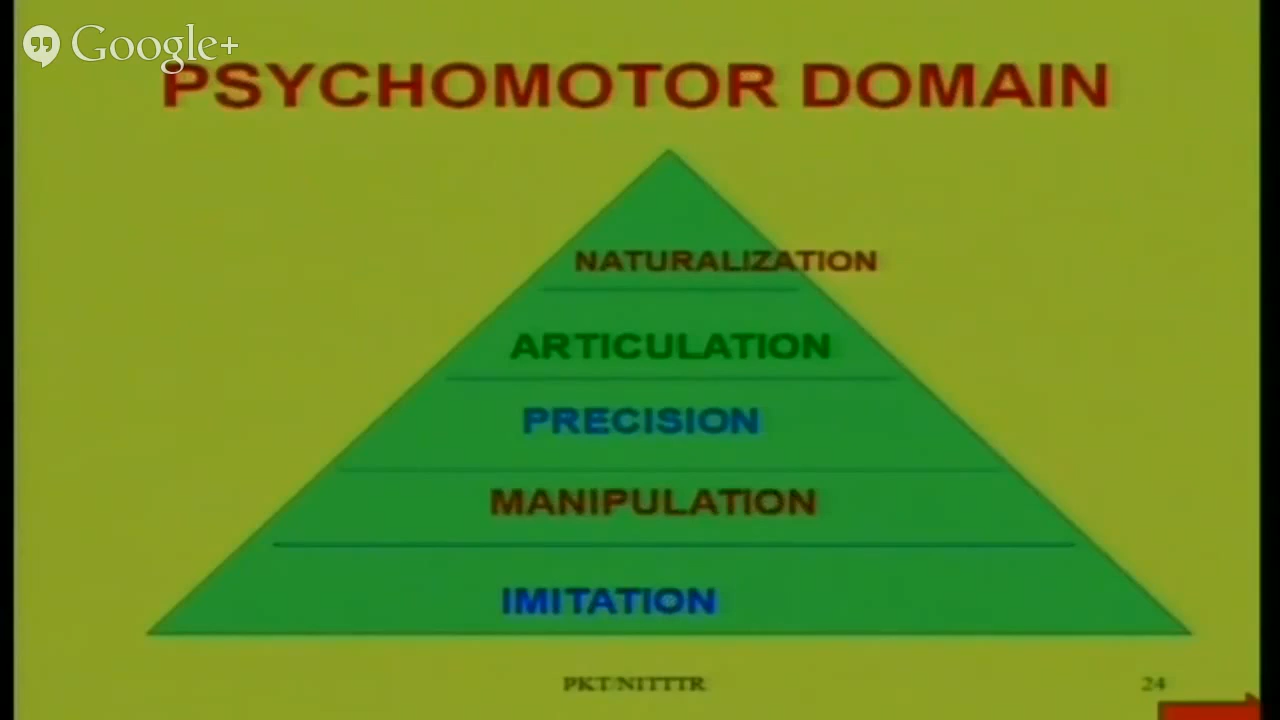 Google+
PSYCHOMOTOR DOMAIN
NATURALIZATION
ARTICULATION
PRECISION
MANIPULATION
IMITATION
PKT/NITTTR
24